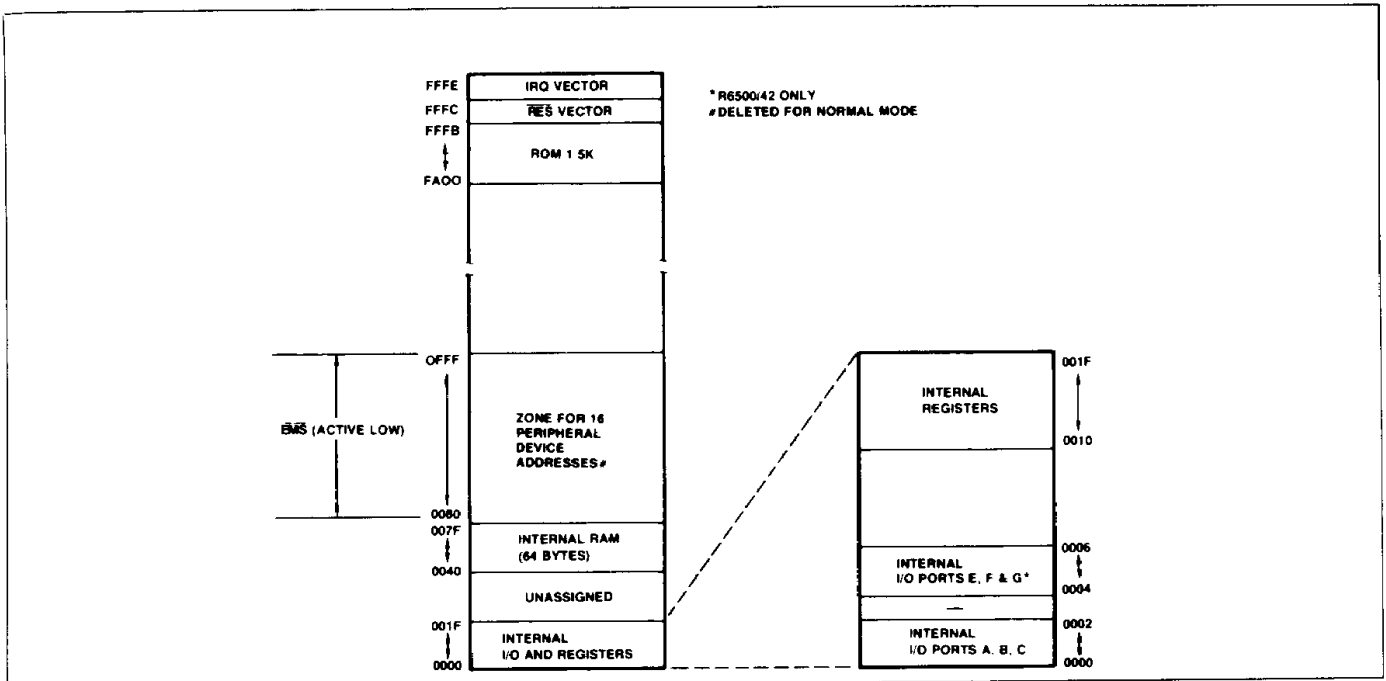 FFFE
IRQ VECTOR
FFFC
RES VECTOR
FFFB
ROM 1 5K
FA00
* R6500/42 ONLY
# DELETED FOR NORMAL MODE
0FFF
EMS (ACTIVE LOW)
ZONE FOR 16
PERIPHERAL
DEVICE
ADDRESSES#
0080
007F
INTERNAL RAM
(64 BYTES)
0040
UNASSIGNED
001F
INTERNAL
I/O AND REGISTERS
0000
001F
INTERNAL
REGISTERS
0010
0006
INTERNAL
I/O PORTS E, F & G*
0004
—
0002
INTERNAL
I/O PORTS A, B, C
0000